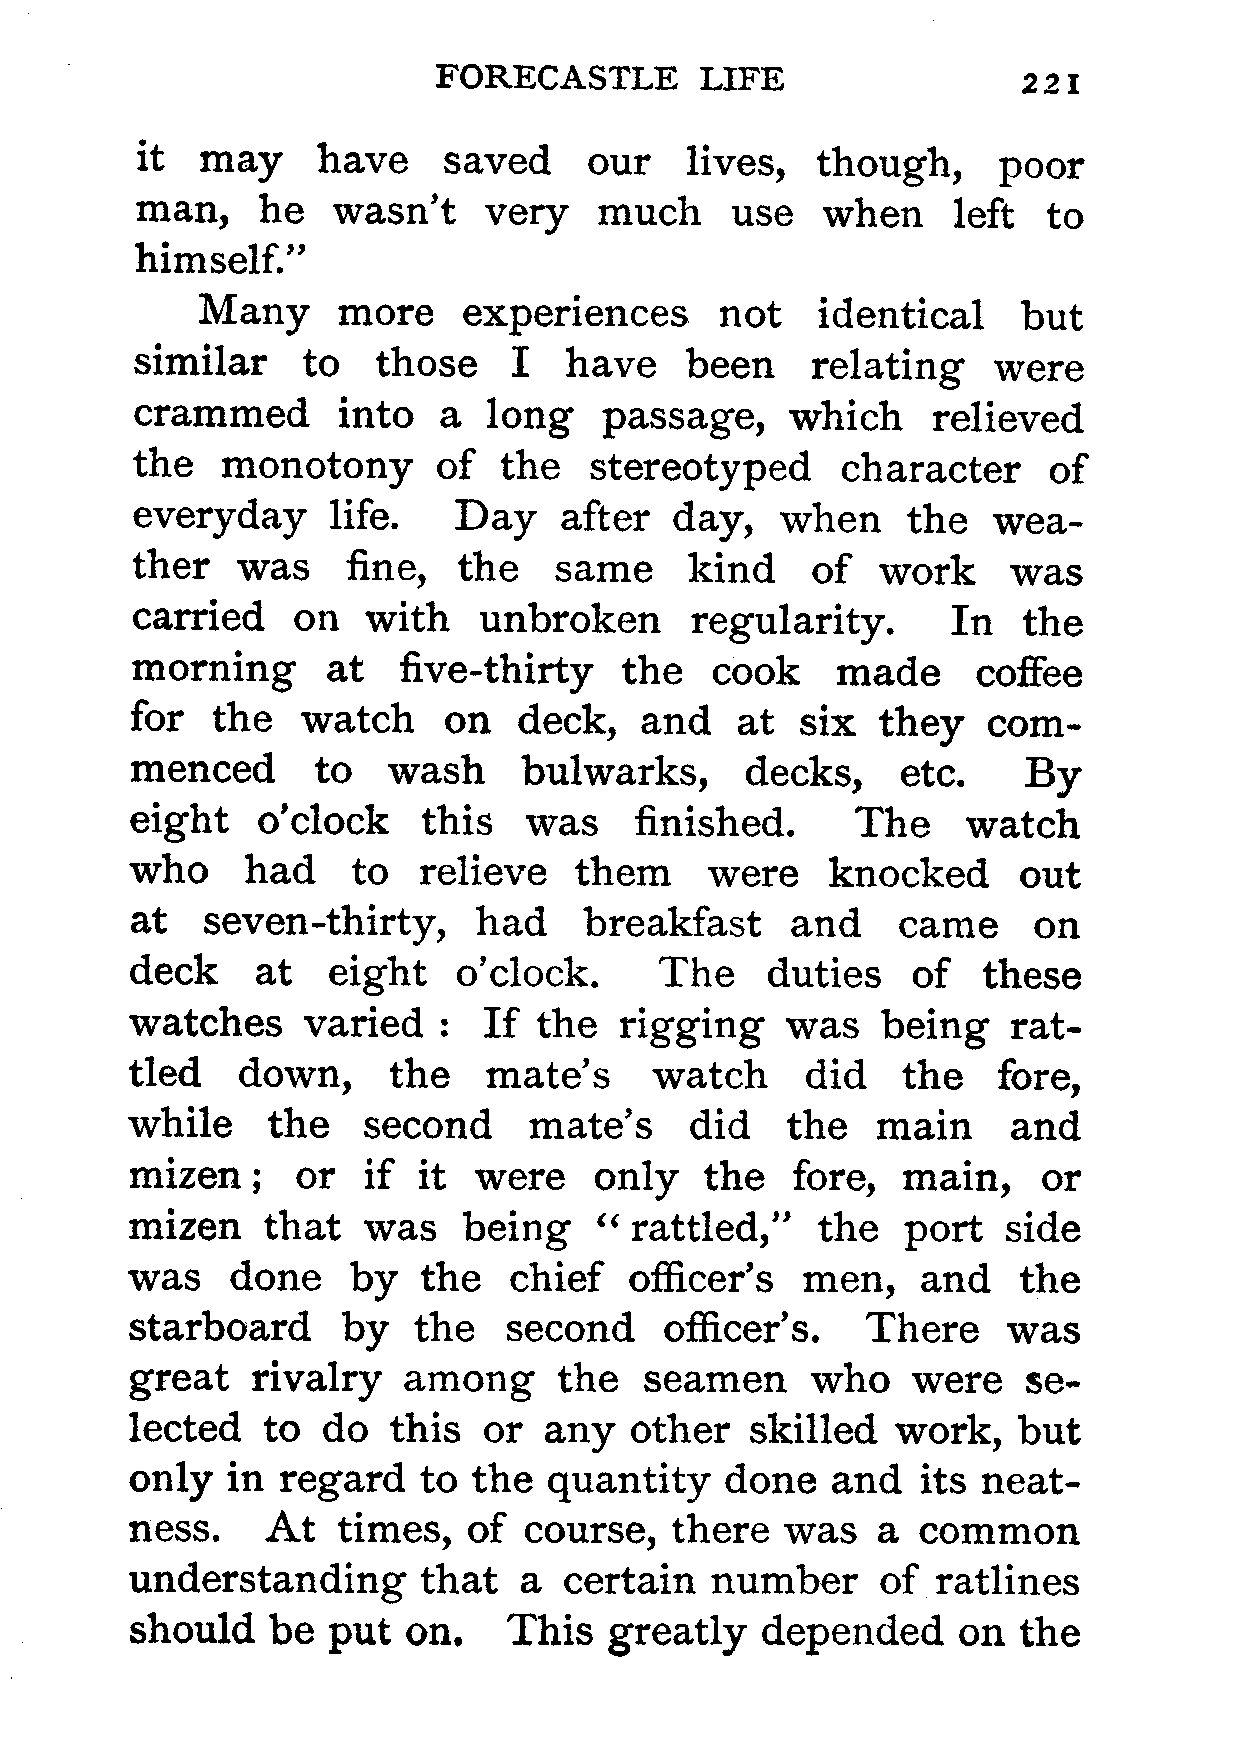 FORECASTLE LIFE 221
it may have saved our lives, though, poor
man, he wasn't very much use when left to
himself."
Many more experiences not identical but
similar to those I have been relating were
crammed into a long passage, which relieved
the monotony of the stereotyped character of
everyday life. Day after day, when the wea-
ther was fine, the same kind of work was
carried on with unbroken regularity. In the
morning at five-thirty the cook made coffee
for the watch on deck, and at six they com-
menced to wash bulwarks, decks, etc. By
eight o'clock this was finished. The watch
who had to relieve them were knocked out
at seven-thirty, had breakfast and came on
deck at eight o'clock. The duties of these
watches varied : If the rigging was being rat-
tled down, the mate's watch did the fore,
while the second mate's did the main and
mizen ; or if it were only the fore, main, or
mizen that was being “ rattled,” the port side
was done by the chief officer's men, and the
starboard by the second officer's. There was
great rivalry among the seamen who were se-
lected to do this or any other skilled work, but
only in regard to the quantity done and its neat-
ness. At times, of course, there was a common
understanding that a certain number of ratlines
should be put on. This greatly depended on the